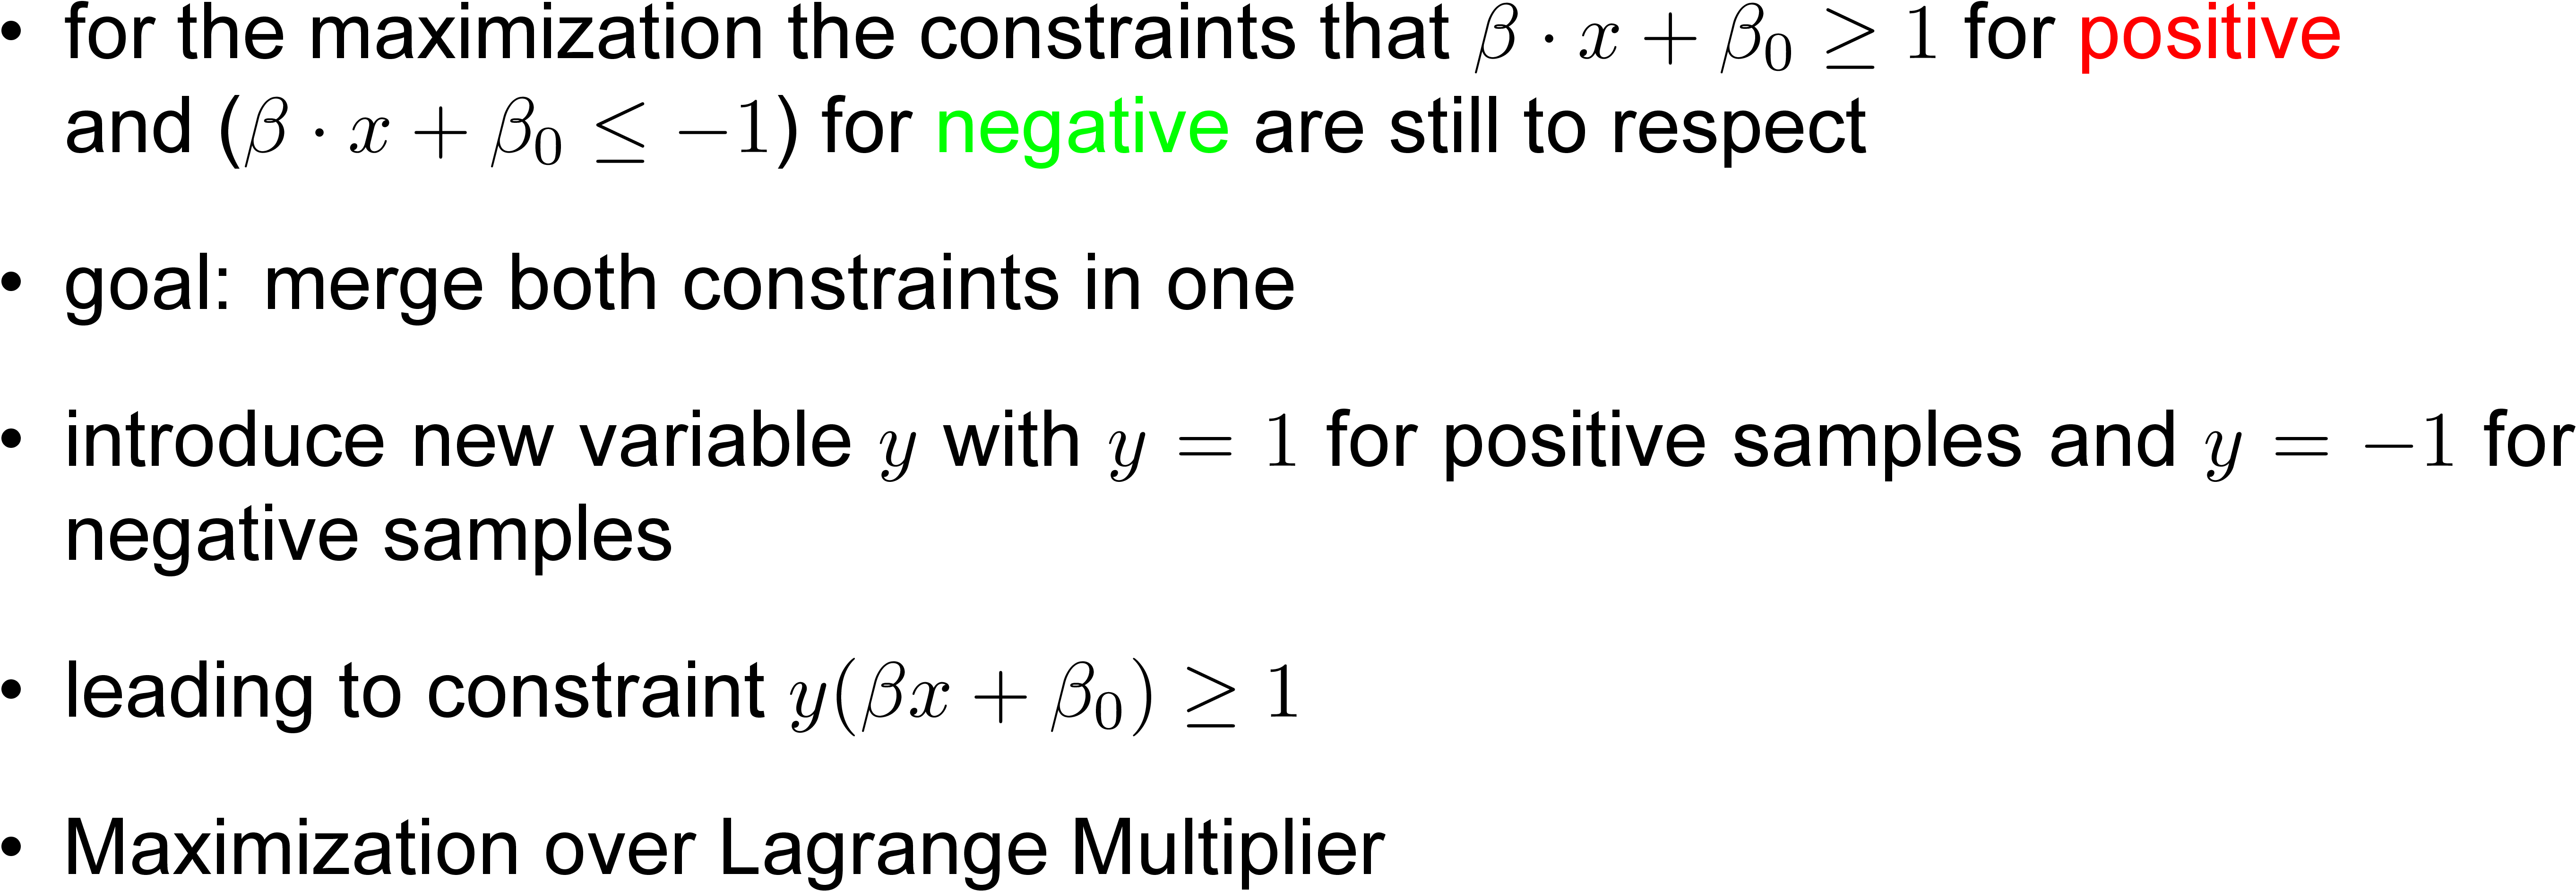 • for the maximization the constraints that β · x + β₀ ≥ 1 for positive
and (β · x + β₀ ≤ −1) for negative are still to respect
• goal: merge both constraints in one
• introduce new variable y with y = 1 for positive samples and y = −1 for
negative samples
• leading to constraint y(βx + β₀) ≥ 1
• Maximization over Lagrange Multiplier